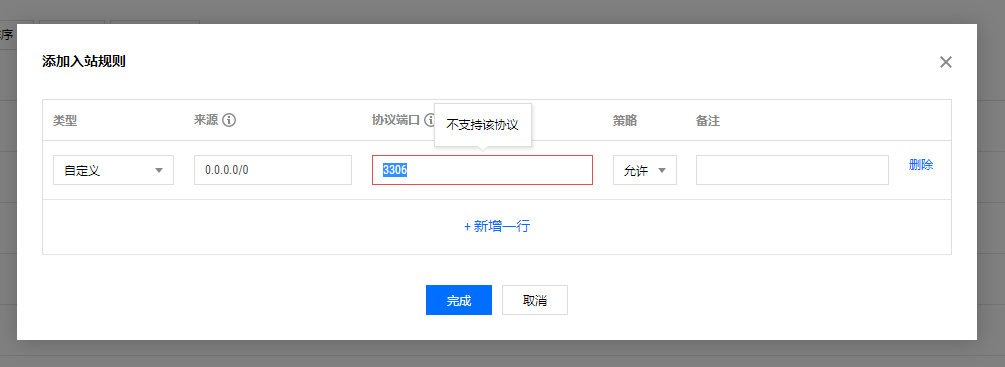 序
添加入站规则
类型 来源 协议端口 不支持该协议 策略 备注
自定义 0.0.0.0/0 3306 允许 删除
+ 新增一行
完成 取消